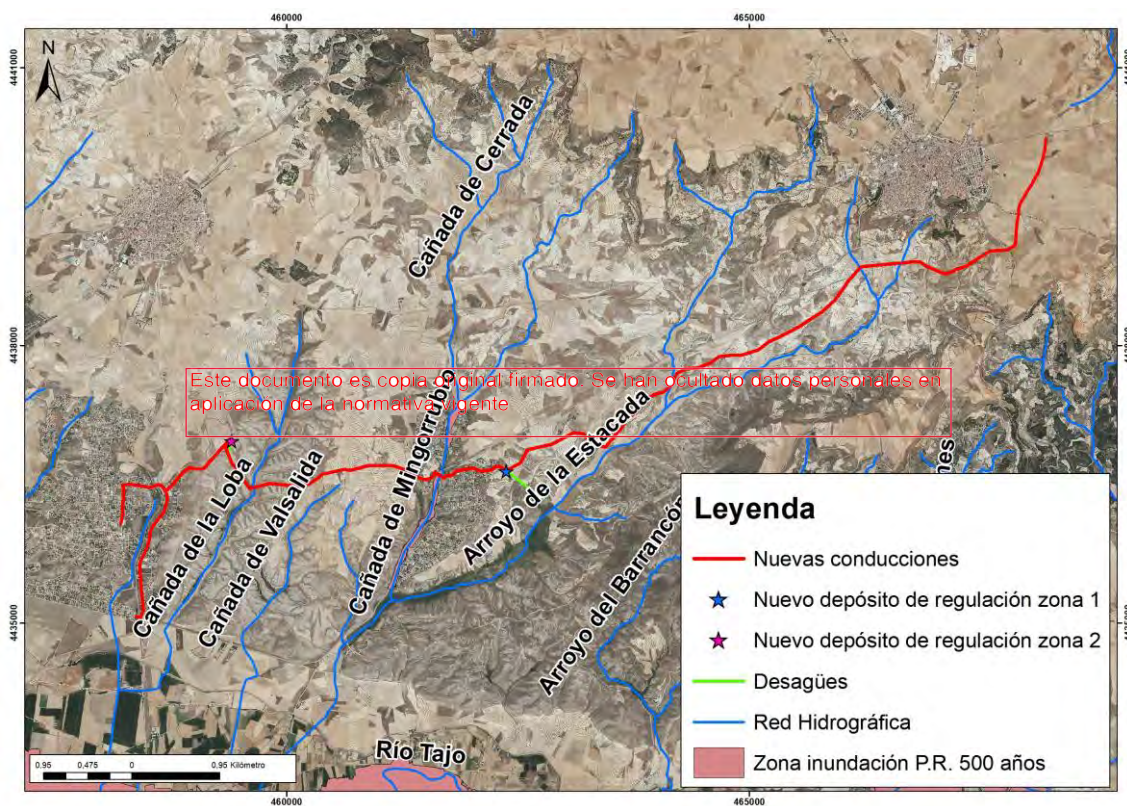 460000
465000
N
4441000
4441000
Cañada de Cerrada
4438000
Este documento es copia original firmado. Se han ocultado datos personales en
aplicación de la normativa vigente
Cañada de la Loba
Cañada de Valsalida
Cañada de Mingorrubio
Arroyo de la Estacada
Arroyo del Barrancón
nes
Leyenda
Nuevas conducciones
Nuevo depósito de regulación zona 1
Nuevo depósito de regulación zona 2
Desagües
Red Hidrográfica
Zona inundación P.R. 500 años
4435000
Río Tajo
0.95 0,475 0 0.95 Kilómetro
460000
465000